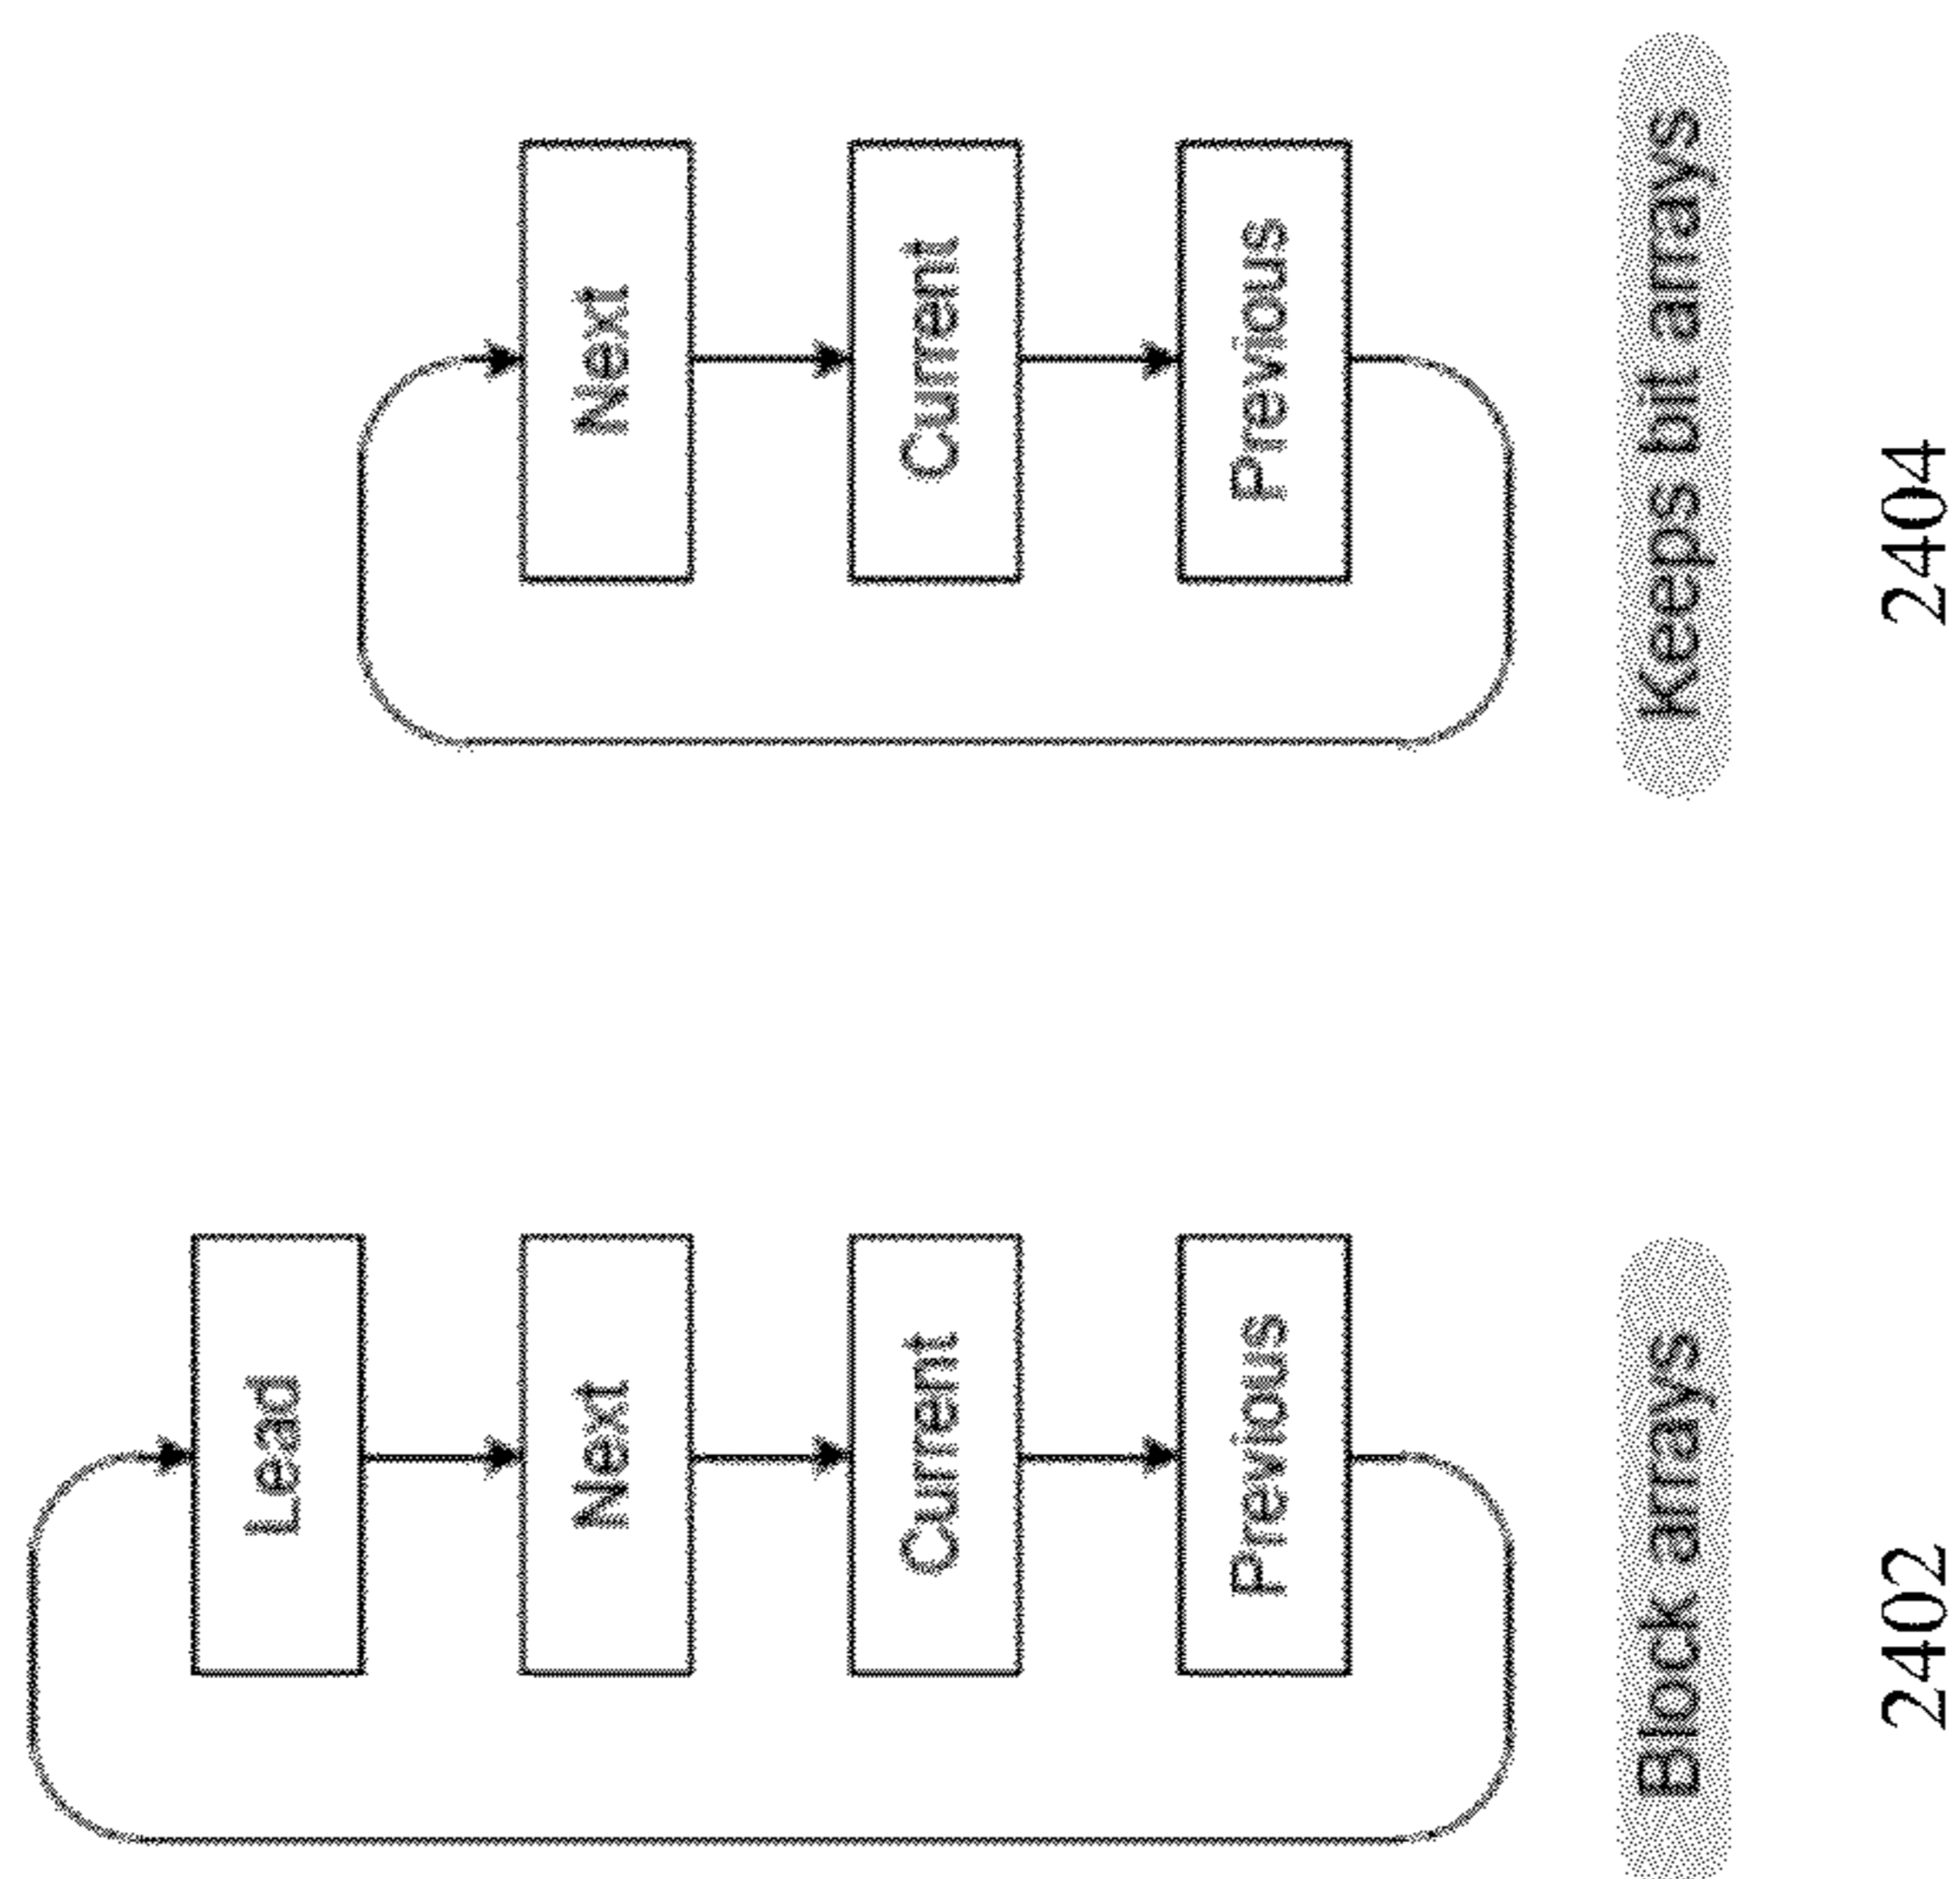 Lead
Next
Current
Previous
Block arrays
2402
Next
Current
Previous
Keeps bit arrays
2404